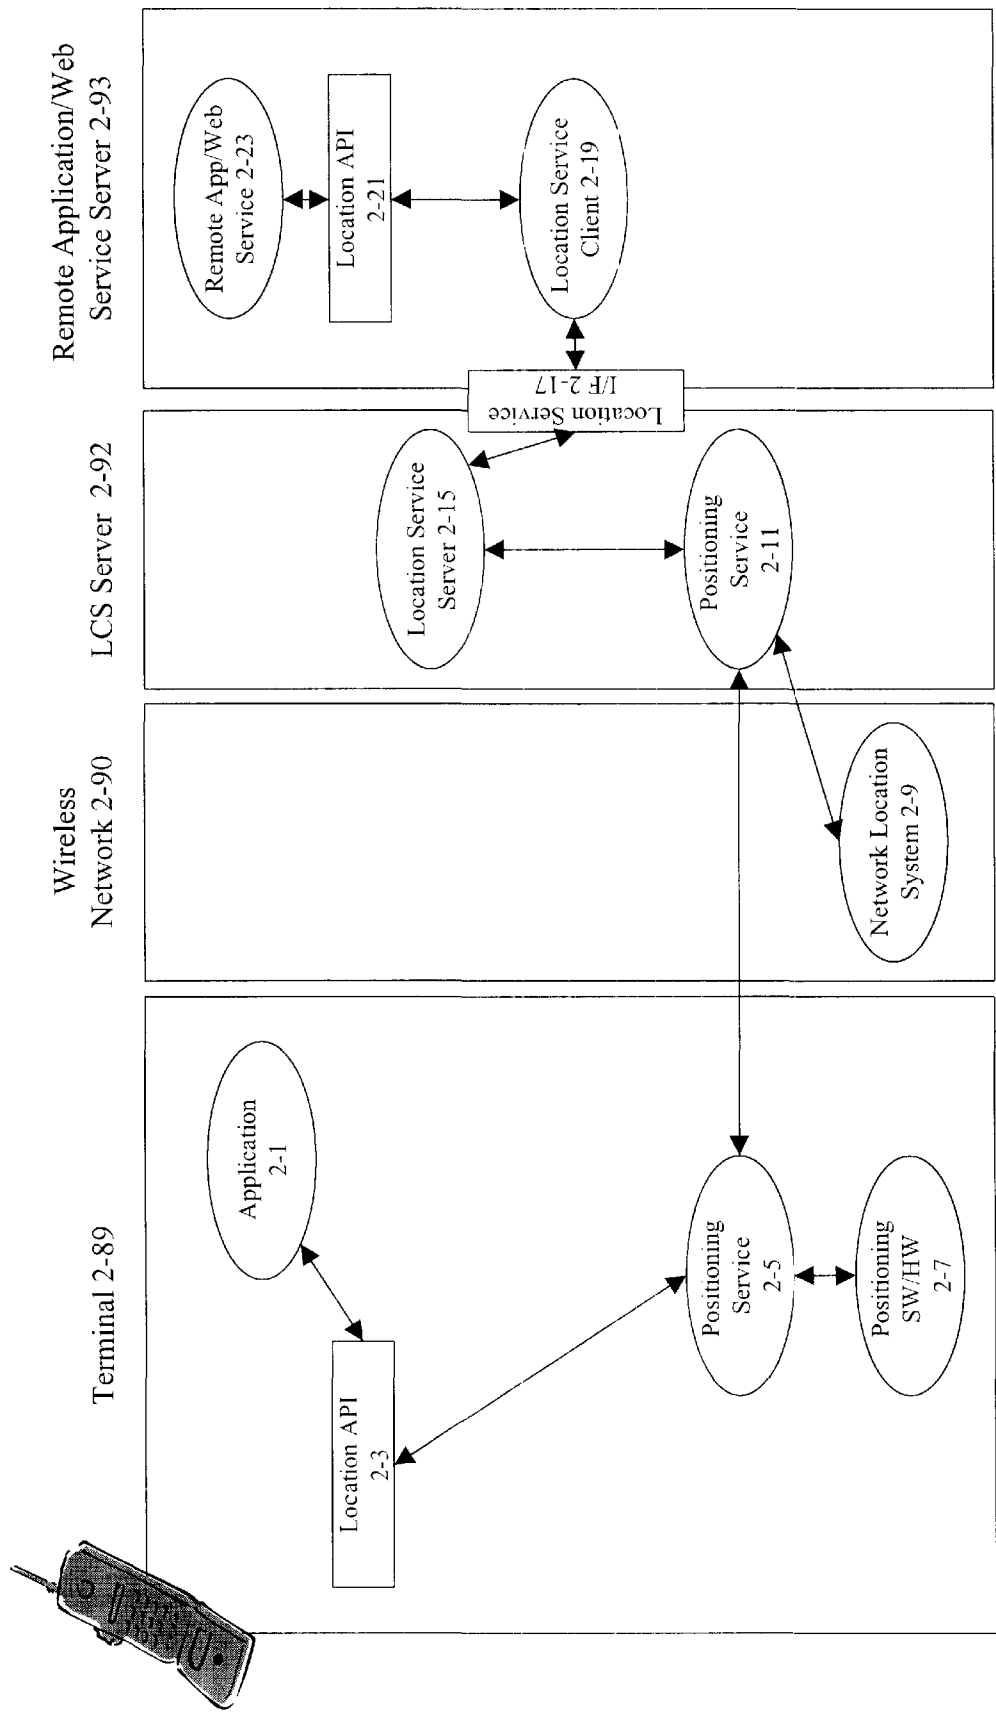 Terminal 2-89
Application
2-1
Location API
2-3
Positioning
Service
2-5
Positioning
SW/HW
2-7
Wireless
Network 2-90
Network Location
System 2-9
LCS Server 2-92
Location Service
Server 2-15
Positioning
Service
2-11
Location Service
I/F 2-17
Remote Application/Web
Service Server 2-93
Remote App/Web
Service 2-23
Location API
2-21
Location Service
Client 2-19